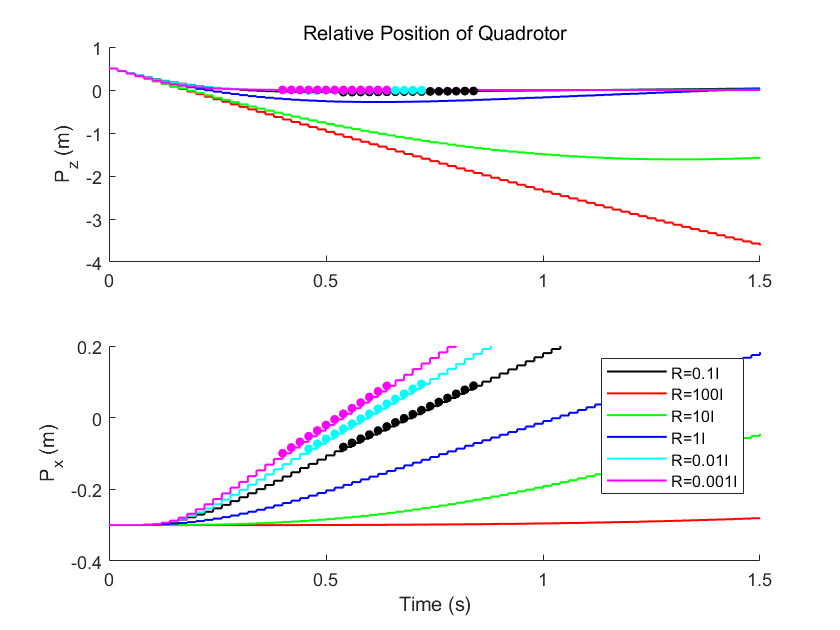 Relative Position of Quadrotor
1
0
-1
-2
-3
-4
P_z (m)
0
0.5
1
1.5
0.2
0
-0.2
-0.4
P_x (m)
R=0.1I
R=100I
R=10I
R=1I
R=0.01I
R=0.001I
0
0.5
1
1.5
Time (s)